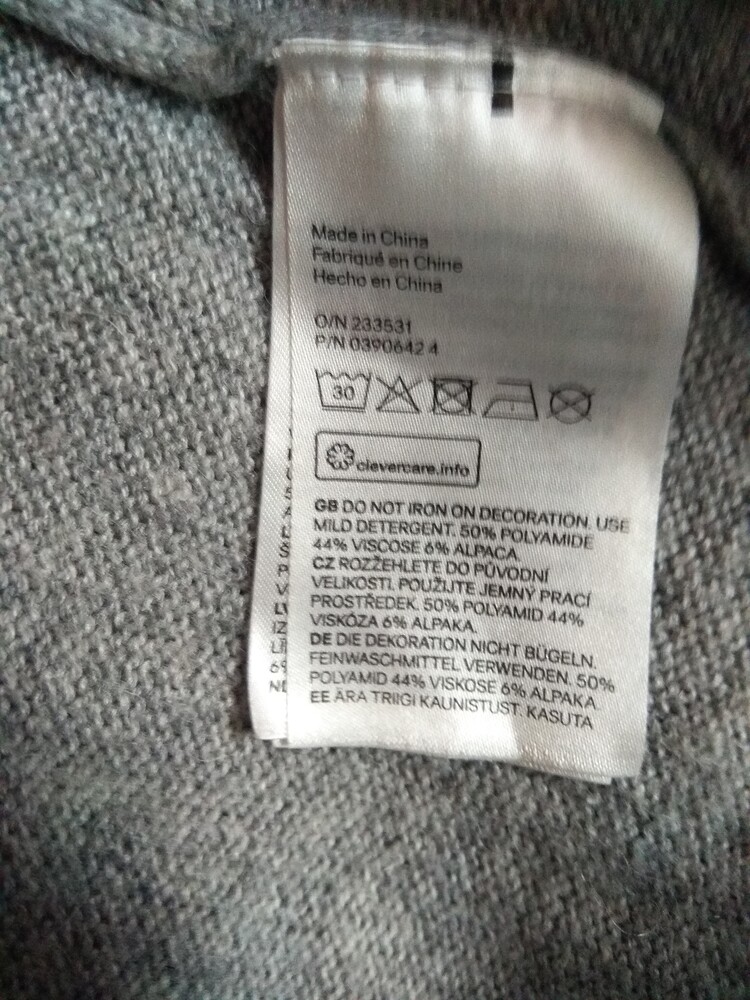 Made in China
Fabriqué en Chine
Hecho en China
O/N 233531
P/N 0390642 4
30
clevercare.info
GB DO NOT IRON ON DECORATION. USE
MILD DETERGENT. 50% POLYAMIDE
44% VISCOSE 6% ALPACA.
CZ ROZŽEHLETE DO PŮVODNÍ
VELIKOSTI. POUŽIJTE JEMNÝ PRACÍ
PROSTŘEDEK. 50% POLYAMID 44%
VISKÓZA 6% ALPAKA.
DE DIE DEKORATION NICHT BÜGELN.
FEINWASCHMITTEL VERWENDEN. 50%
POLYAMID 44% VISKOSE 6% ALPAKA.
EE ÄRA TRIIGI KAUNISTUST. KASUTA